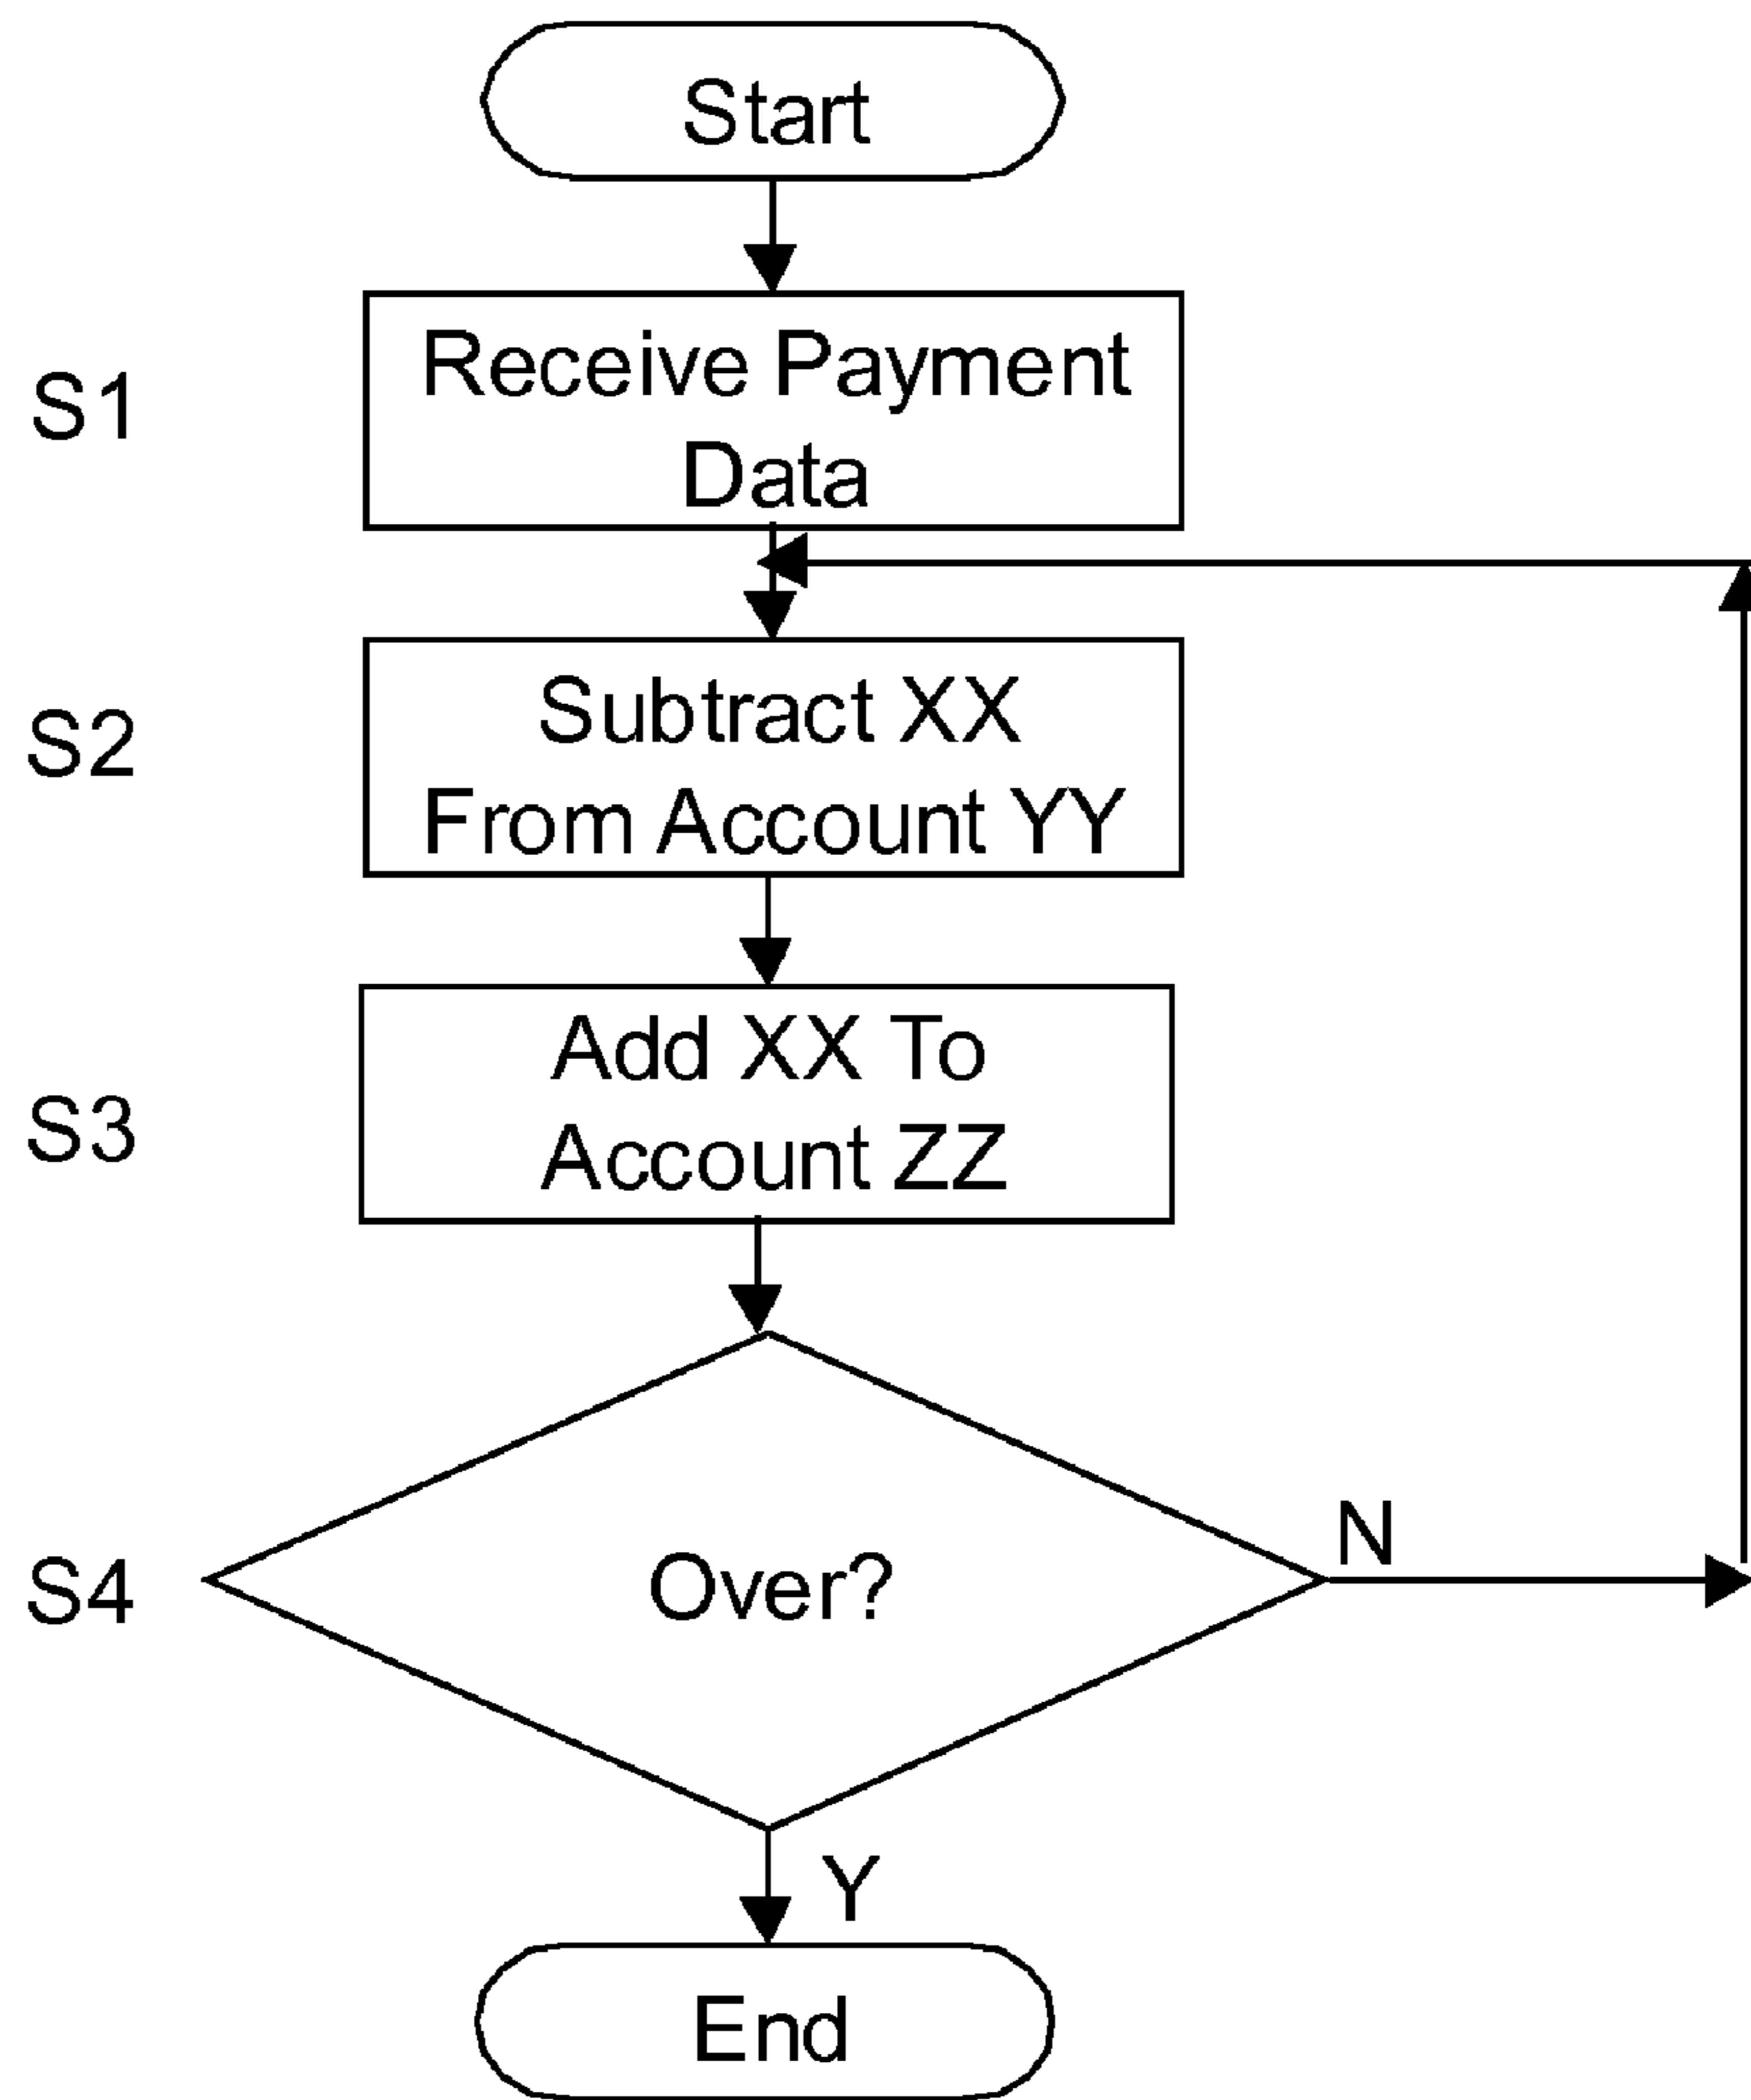 Start
S1
Receive Payment
Data
S2
Subtract XX
From Account YY
S3
Add XX To
Account ZZ
S4
Over?
N
Y
End